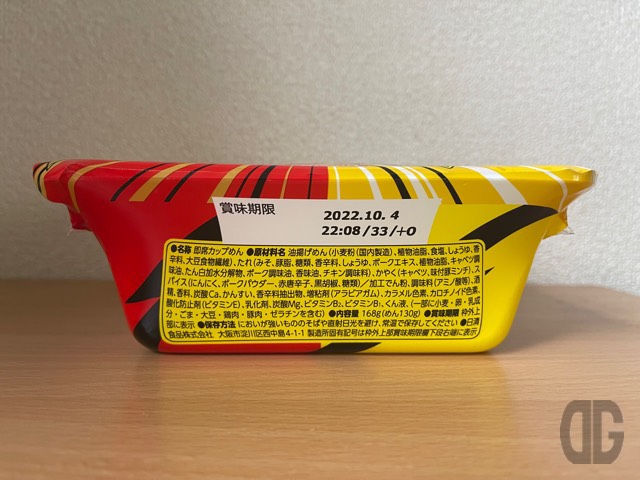 賞味期限
2022.10. 4
22:08/33/+O
●名称 即席カップめん ●原材料名 油揚げめん(小麦粉(国内製造)、植物油脂、食塩、しょうゆ、香
辛料、大豆食物繊維)、たれ(みそ、豚脂、糖類、香辛料、しょうゆ、ポークエキス、植物油脂、キャベツ調
味油、たん白加水分解物、ポーク調味油、香味油、チキン調味料)、かやく(キャベツ、味付豚ミンチ)、ス
パイス(にんにく、ポークパウダー、赤唐辛子、黒胡椒、糖類)/加工でん粉、調味料(アミノ酸等)、酒
精、香料、炭酸Ca、かんすい、香辛料抽出物、増粘剤(アラビアガム)、カラメル色素、カロチノイド色素、
酸化防止剤(ビタミンE)、乳化剤、炭酸Mg、ビタミンB₂、ビタミンB₁、くん液、(一部に小麦・卵・乳成
分・ごま・大豆・鶏肉・豚肉・ゼラチンを含む) ●内容量 168g(めん130g) ●賞味期限 枠外上
部に表示 ●保存方法 においが強いもののそばや直射日光を避け、常温で保存してください ●日清
食品株式会社 大阪市淀川区西中島4-1-1 製造所固有記号は枠外上部賞味期限欄下段右端に表示
DG